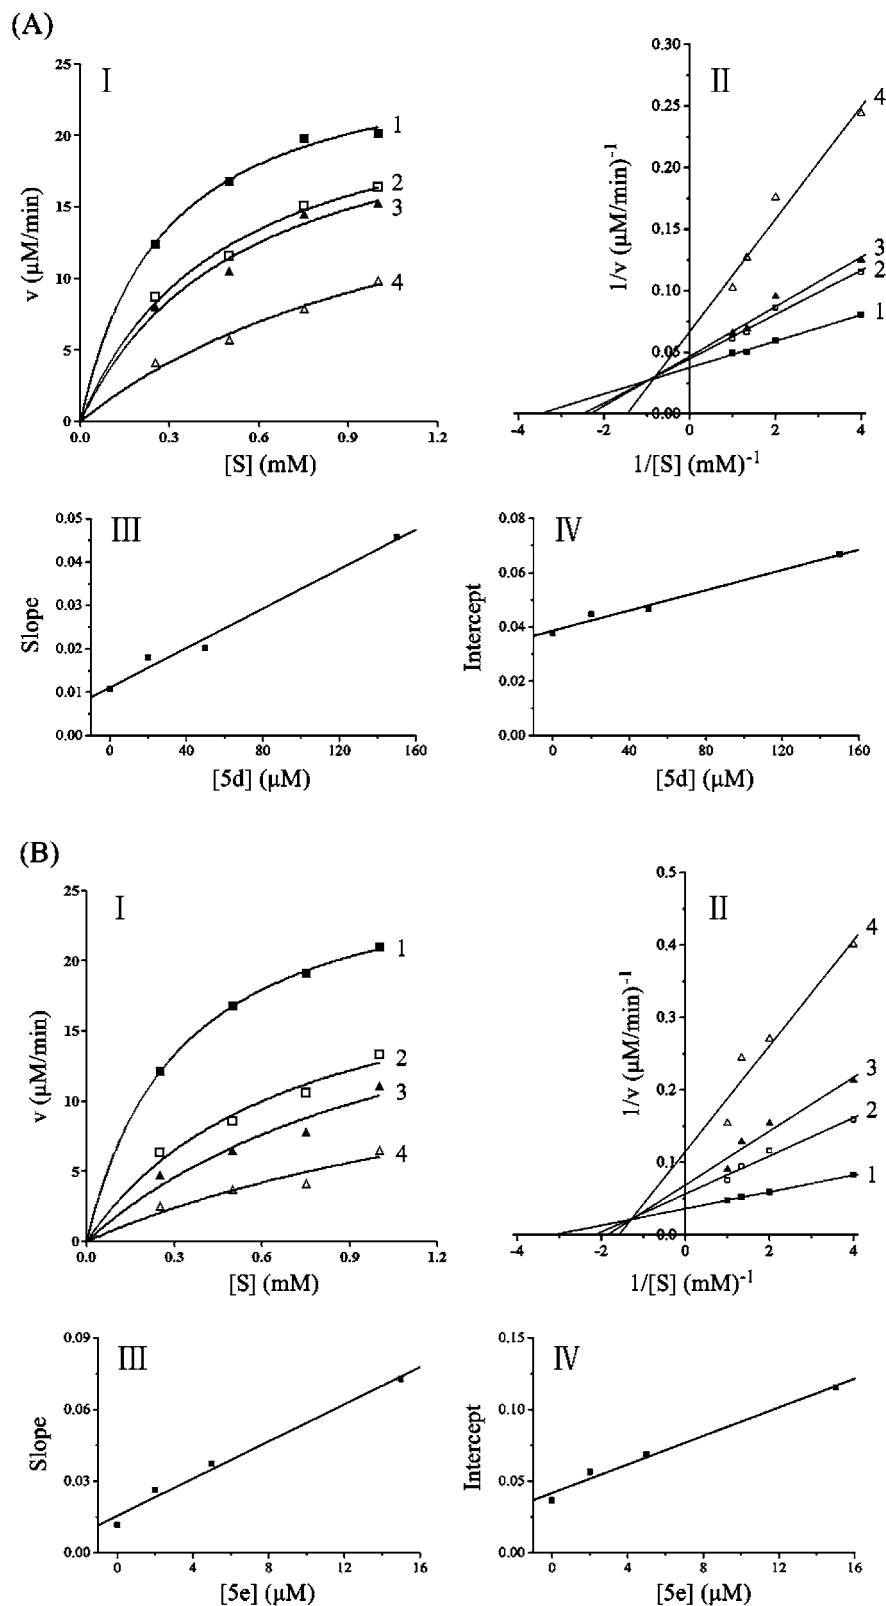 (A)
I
25
20
15
10
5
0
0.0 0.3 0.6 0.9 1.2
v (μM/min)
[S] (mM)
1
2
3
4
II
0.30
0.25
0.20
0.15
0.10
0.05
0.00
-4 -2 0 2 4
1/v (μM/min)-1
1/[S] (mM)-1
4
3
2
1
III
0.05
0.04
0.03
0.02
0.01
0.00
0 40 80 120 160
Slope
[5d] (μM)
IV
0.08
0.06
0.04
0.02
0.00
0 40 80 120 160
Intercept
[5d] (μM)
(B)
I
25
20
15
10
5
0
0.0 0.3 0.6 0.9 1.2
v (μM/min)
[S] (mM)
1
2
3
4
II
0.5
0.4
0.3
0.2
0.1
0.0
-4 -2 0 2 4
1/v (μM/min)-1
1/[S] (mM)-1
4
3
2
1
III
0.09
0.06
0.03
0.00
0 4 8 12 16
Slope
[5e] (μM)
IV
0.15
0.10
0.05
0.00
0 4 8 12 16
Intercept
[5e] (μM)